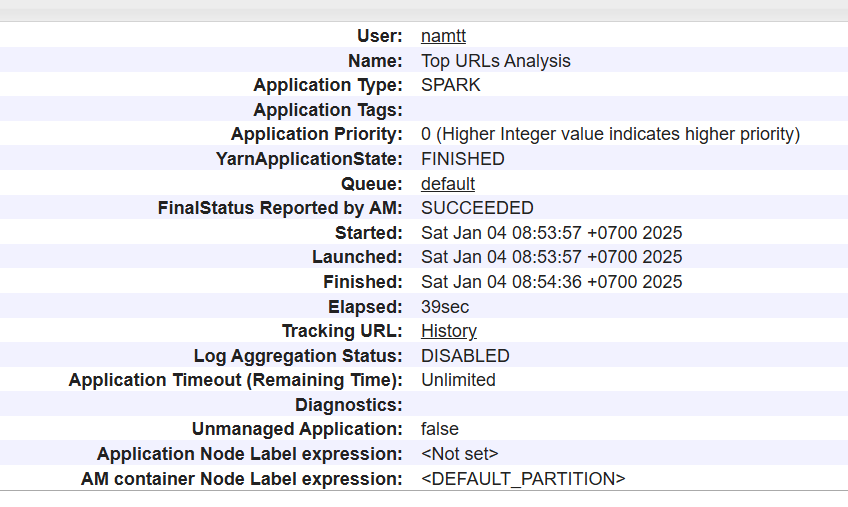 User: namtt
Name: Top URLs Analysis
Application Type: SPARK
Application Tags:
Application Priority: 0 (Higher Integer value indicates higher priority)
YarnApplicationState: FINISHED
Queue: default
FinalStatus Reported by AM: SUCCEEDED
Started: Sat Jan 04 08:53:57 +0700 2025
Launched: Sat Jan 04 08:53:57 +0700 2025
Finished: Sat Jan 04 08:54:36 +0700 2025
Elapsed: 39sec
Tracking URL: History
Log Aggregation Status: DISABLED
Application Timeout (Remaining Time): Unlimited
Diagnostics:
Unmanaged Application: false
Application Node Label expression: <Not set>
AM container Node Label expression: <DEFAULT_PARTITION>